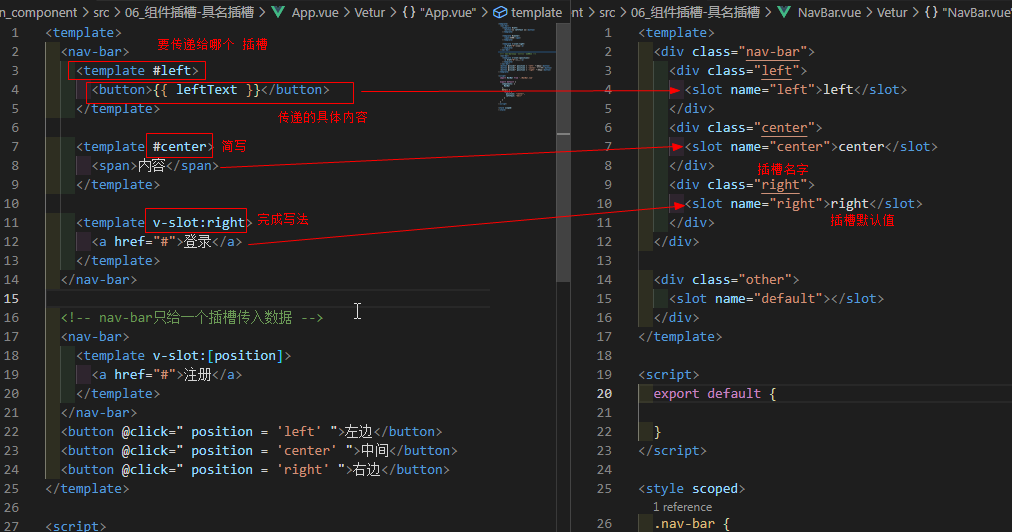 n_component > src > 06_组件插槽-具名插槽 > App.vue > Vetur > {} "App.vue" > template
要传递给哪个 插槽
1 <template>
2 <nav-bar>
3 <template #left>
4 <button>{{ leftText }}</button>
5 </template>
传递的具体内容
6
7 <template #center> 简写
8 <span>内容</span>
9 </template>
10
11 <template v-slot:right> 完成写法
12 <a href="#">登录</a>
13 </template>
14 </nav-bar>
15
16 <!-- nav-bar只给一个插槽传入数据 -->
17 <nav-bar>
18 <template v-slot:[position]>
19 <a href="#">注册</a>
20 </template>
21 </nav-bar>
22 <button @click=" position = 'left' ">左边</button>
23 <button @click=" position = 'center' ">中间</button>
24 <button @click=" position = 'right' ">右边</button>
25 </template>
26
27 <script>
nt > src > 06_组件插槽-具名插槽 > NavBar.vue > Vetur > {} "NavBar.vue"
1 <template>
2 <div class="nav-bar">
3 <div class="left">
4 <slot name="left">left</slot>
5 </div>
6 <div class="center">
7 <slot name="center">center</slot>
8 </div>
插槽名字
9 <div class="right">
10 <slot name="right">right</slot>
11 </div>
插槽默认值
12 </div>
13
14 <div class="other">
15 <slot name="default"></slot>
16 </div>
17 </template>
18
19 <script>
20 export default {
21
22 }
23 </script>
24
25 <style scoped>
1 reference
26 .nav-bar {